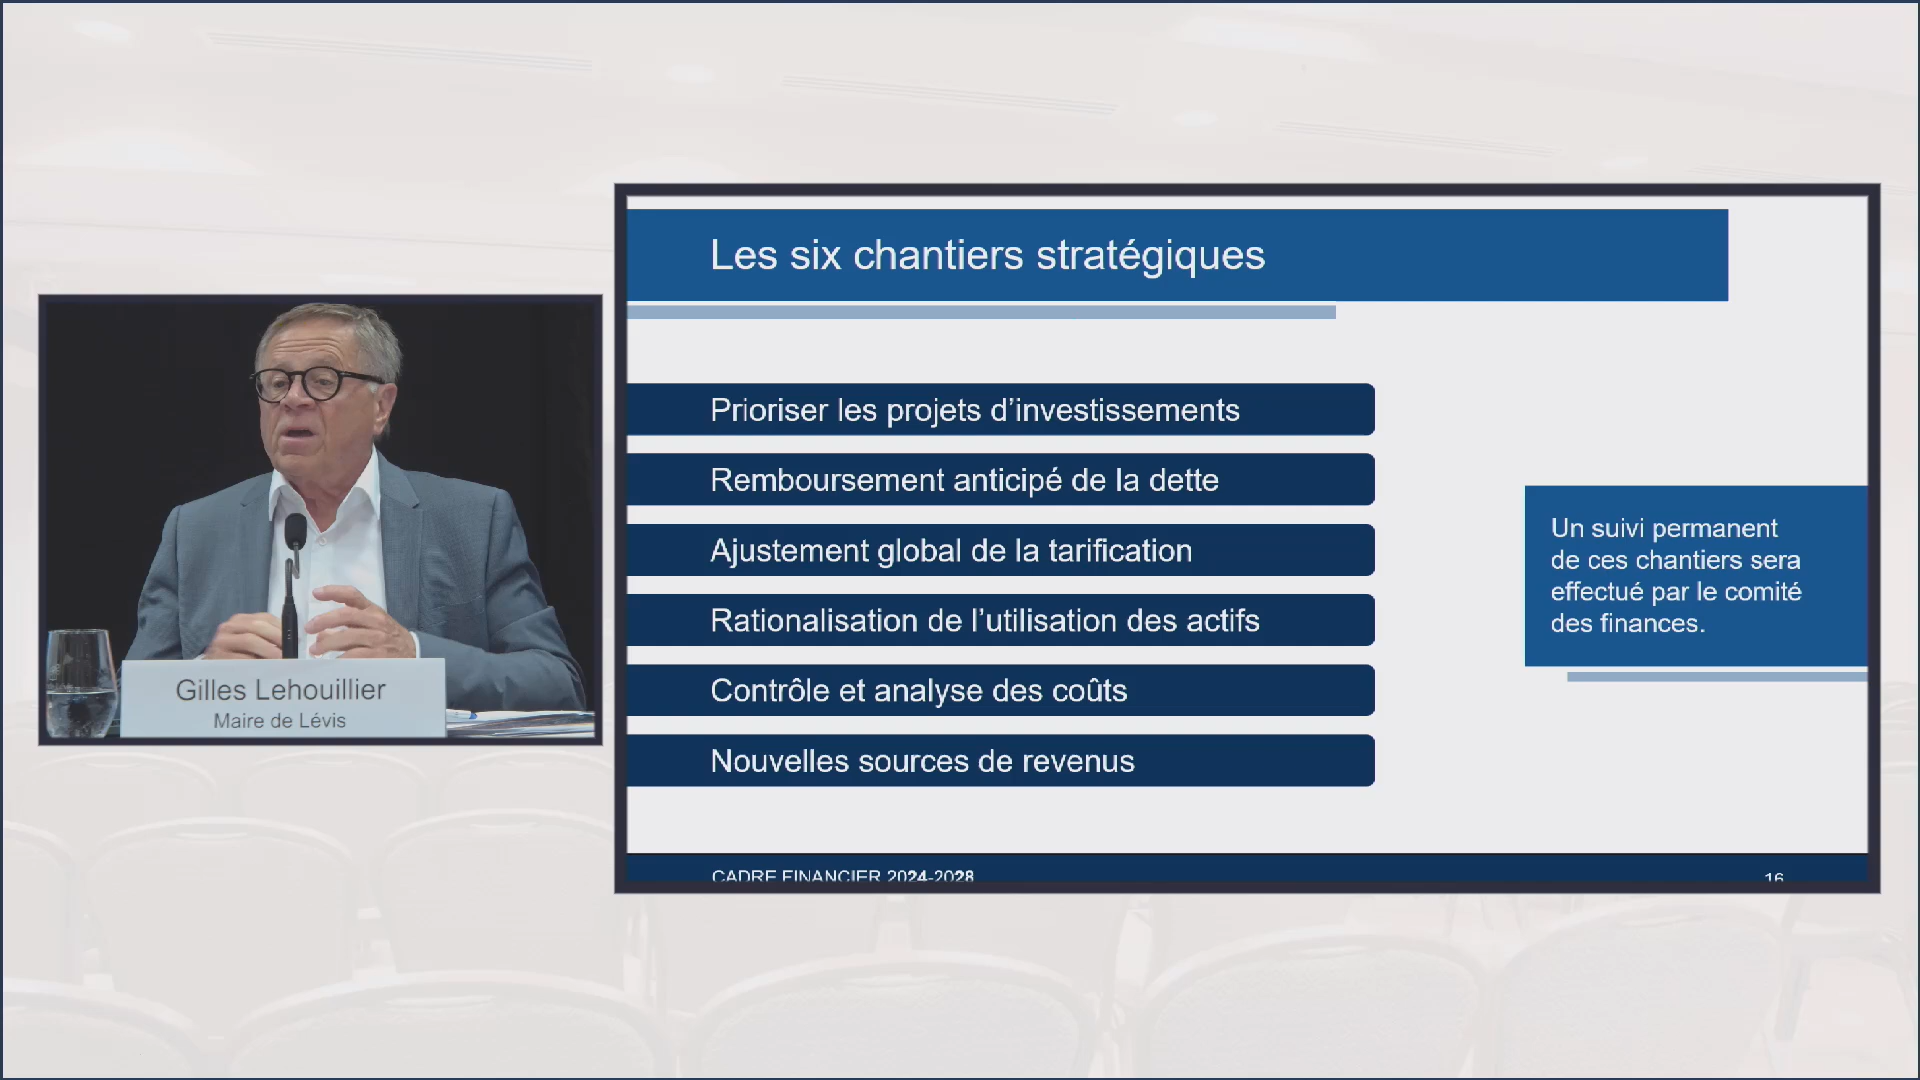 Les six chantiers stratégiques
Prioriser les projets d’investissements
Remboursement anticipé de la dette
Ajustement global de la tarification
Rationalisation de l’utilisation des actifs
Contrôle et analyse des coûts
Nouvelles sources de revenus
Un suivi permanent
de ces chantiers sera
effectué par le comité
des finances.
CADRE FINANCIER 2024-2028
16
Gilles Lehouillier
Maire de Lévis